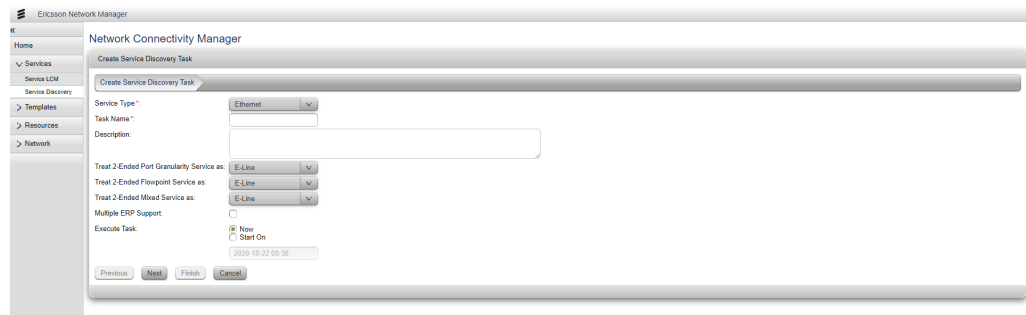 Ericsson Network Manager
«
Home
Services
Service LCM
Service Discovery
Templates
Resources
Network
Network Connectivity Manager
Create Service Discovery Task
Create Service Discovery Task
Service Type*: Ethernet
Task Name*:
Description:
Treat 2-Ended Port Granularity Service as: E-Line
Treat 2-Ended Flowpoint Service as: E-Line
Treat 2-Ended Mixed Service as: E-Line
Multiple ERP Support:
Execute Task: Now
Start On
2020-10-22 06:36
Previous Next Finish Cancel